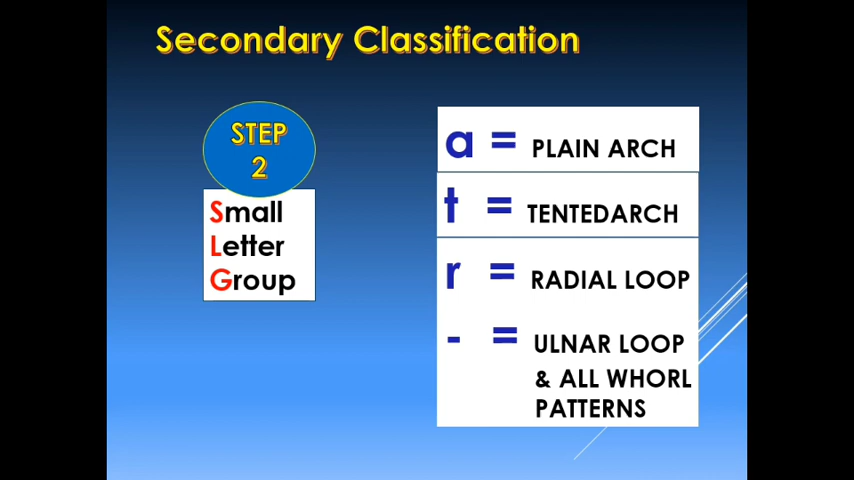 Secondary Classification
STEP
2
Small
Letter
Group
a = PLAIN ARCH
t = TENTEDARCH
r = RADIAL LOOP
- = ULNAR LOOP
& ALL WHORL
PATTERNS